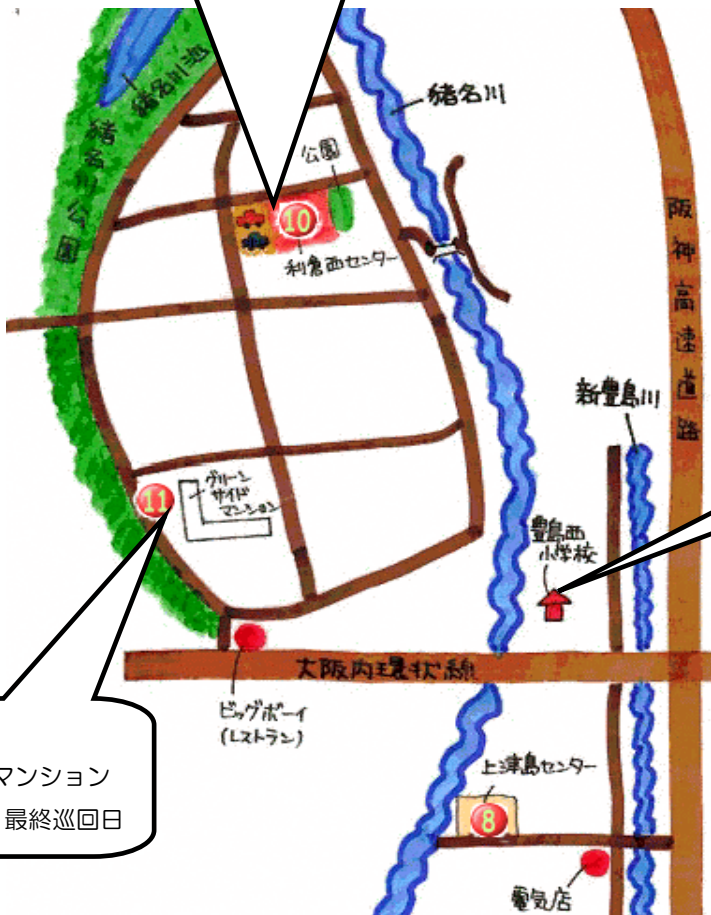 猪名川池
猪名川公園
猪名川
公園
10
利倉西センター
阪神高速道路
新豊島川
グリーン
サイド
マンション
11
豊島西
小学校
大阪内環状線
ビッグボーイ
(レストラン)
マンション
最終巡回日
上津島センター
8
電気店